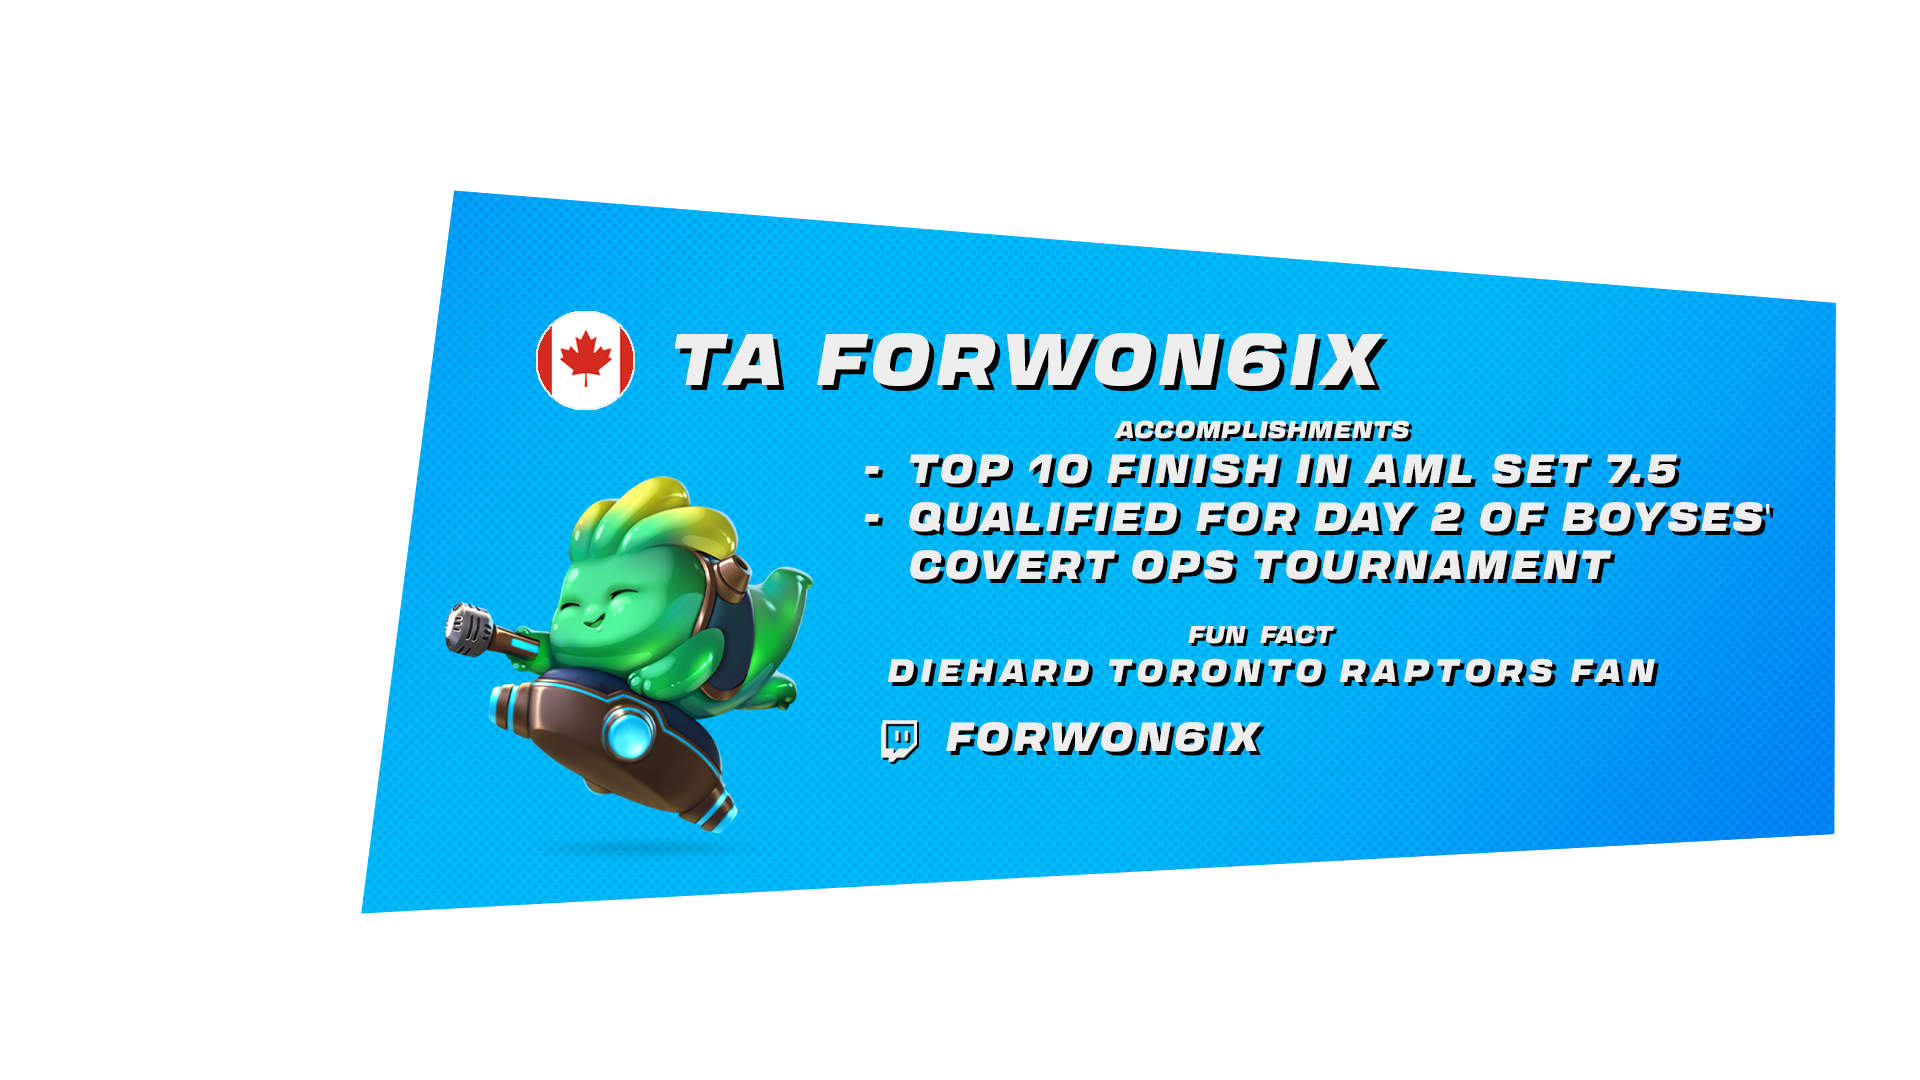 TA FORWON6IX
ACCOMPLISHMENTS
- TOP 10 FINISH IN AML SET 7.5
- QUALIFIED FOR DAY 2 OF BOYSES'
COVERT OPS TOURNAMENT
FUN FACT
DIEHARD TORONTO RAPTORS FAN
FORWON6IX